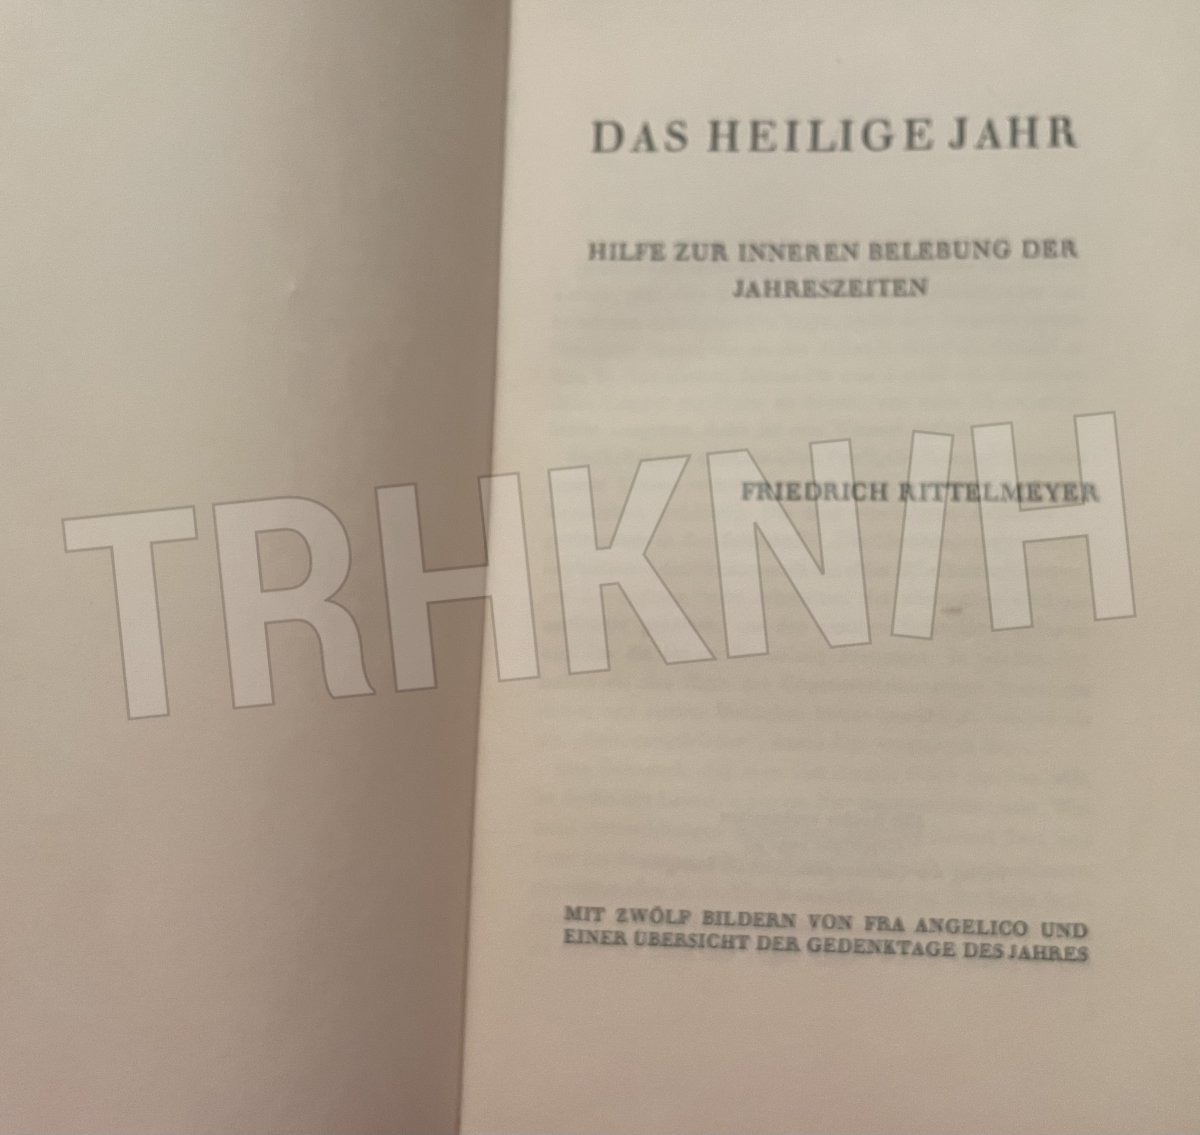 DAS HEILIGE JAHR
HILFE ZUR INNEREN BELEBUNG DER
JAHRESZEITEN
FRIEDRICH RITTELMEYER
TRHKN/H
MIT ZWÖLF BILDERN VON FRA ANGELICO UND
EINER ÜBERSICHT DER GEDENKTAGE DES JAHRES